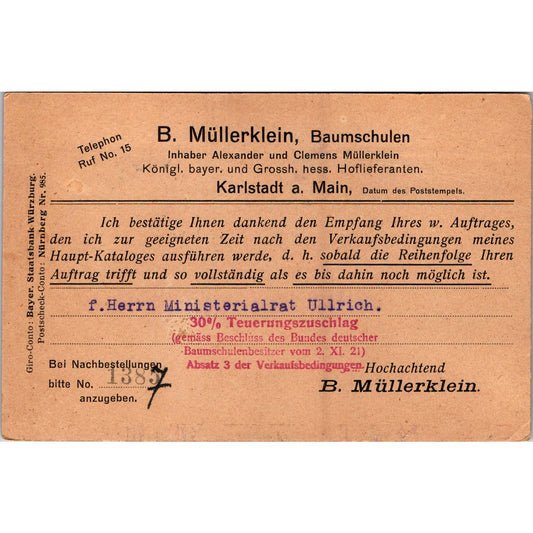 Telephon
Ruf No. 15
B. Müllerklein, Baumschulen
Inhaber Alexander und Clemens Müllerklein
Königl. bayer. und Grossh. hess. Hoflieferanten.
Karlstadt a. Main, Datum des Poststempels.
Giro-Conto: Bayer. Staatsbank Würzburg.
Postscheck-Conto: Nürnberg Nr. 985.
Ich bestätige Ihnen dankend den Empfang Ihres w. Auftrages,
den ich zur geeigneten Zeit nach den Verkaufsbedingungen meines
Haupt-Kataloges ausführen werde, d. h. sobald die Reihenfolge Ihren
Auftrag trifft und so vollständig als es bis dahin noch möglich ist.
f.Herrn Ministerialrat Ullrich.
30% Teuerungszuschlag
(gemäss Beschluss des Bundes deutscher
Baumschulenbesitzer vom 2. XI. 21)
Absatz 3 der Verkaufsbedingungen.
Bei Nachbestellungen
bitte No. 1387
anzugeben.
Hochachtend
B. Müllerklein.